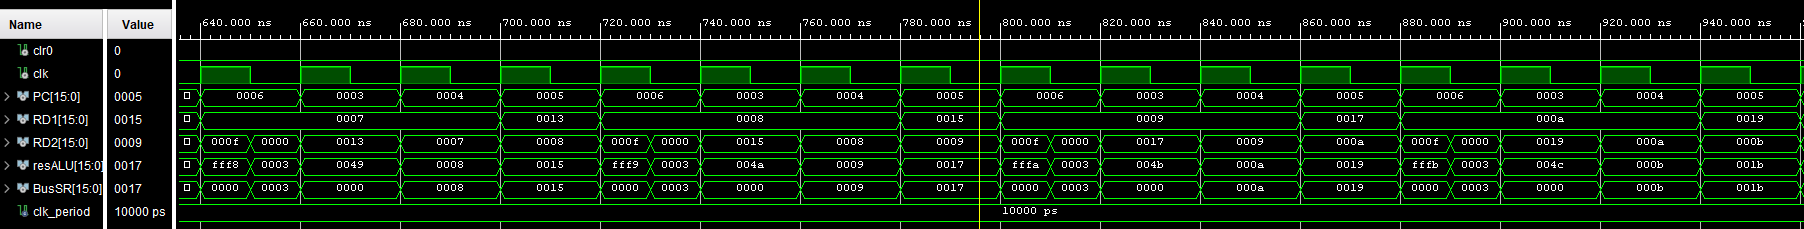 Name Value 640.000 ns 660.000 ns 680.000 ns 700.000 ns 720.000 ns 740.000 ns 760.000 ns 780.000 ns 800.000 ns 820.000 ns 840.000 ns 860.000 ns 880.000 ns 900.000 ns 920.000 ns 940.000 ns
clr0 0
clk 0
PC[15:0] 0005 0006 0003 0004 0005 0006 0003 0004 0005 0006 0003 0004 0005 0006 0003 0004 0005
RD1[15:0] 0015 0007 0013 0008 0015 0009 0017 000a 0019
RD2[15:0] 0009 000f 0000 0013 0007 0008 000f 0000 0015 0008 0009 000f 0000 0017 0009 000a 000f 0000 0019 000a 000b
resALU[15:0] 0017 fff8 0003 0049 0008 0015 fff9 0003 004a 0009 0017 fffa 0003 004b 000a 0019 fffb 0003 004c 000b 001b
BusSR[15:0] 0017 0000 0003 0000 0008 0015 0000 0003 0000 0009 0017 0000 0003 0000 000a 0019 0000 0003 0000 000b 001b
clk_period 10000 ps 10000 ps